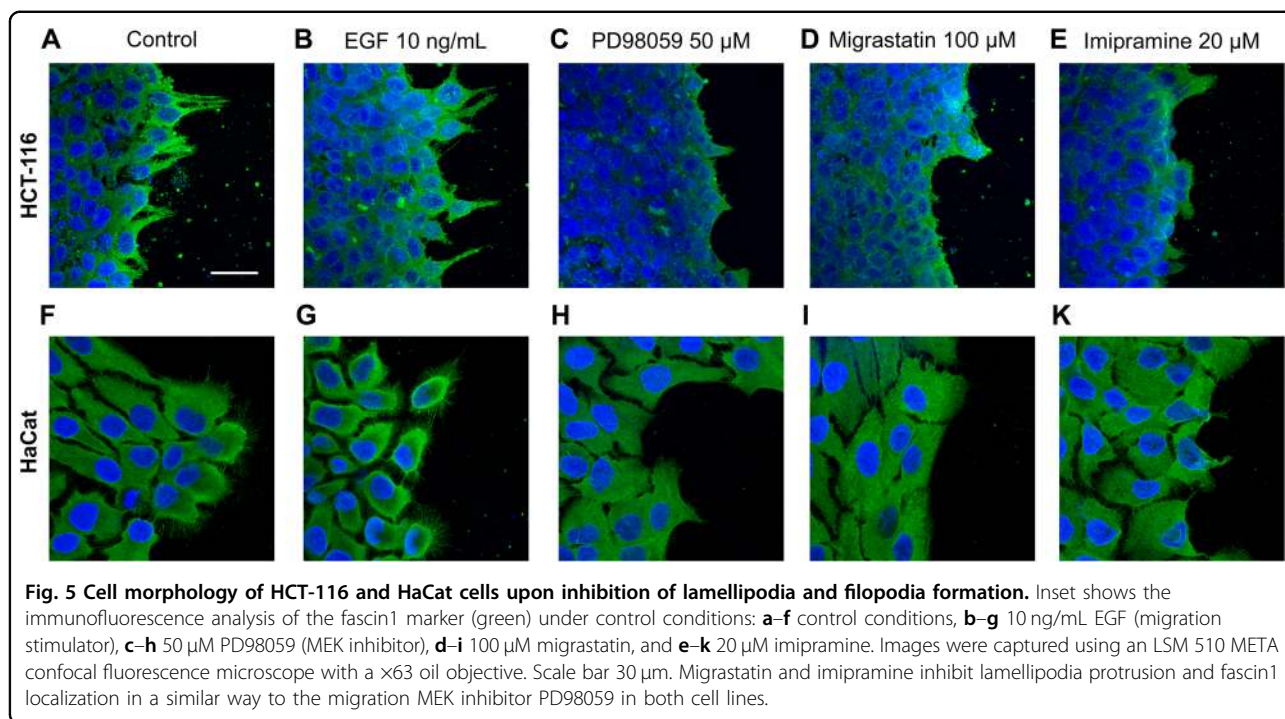 A Control B EGF 10 ng/mL C PD98059 50 µM D Migrastatin 100 µM E Imipramine 20 µM
HCT-116
F G H I K
HaCat
Fig. 5 Cell morphology of HCT-116 and HaCat cells upon inhibition of lamellipodia and filopodia formation. Inset shows the
immunofluorescence analysis of the fascin1 marker (green) under control conditions: a–f control conditions, b–g 10 ng/mL EGF (migration
stimulator), c–h 50 µM PD98059 (MEK inhibitor), d–i 100 µM migrastatin, and e–k 20 µM imipramine. Images were captured using an LSM 510 META
confocal fluorescence microscope with a ×63 oil objective. Scale bar 30 µm. Migrastatin and imipramine inhibit lamellipodia protrusion and fascin1
localization in a similar way to the migration MEK inhibitor PD98059 in both cell lines.